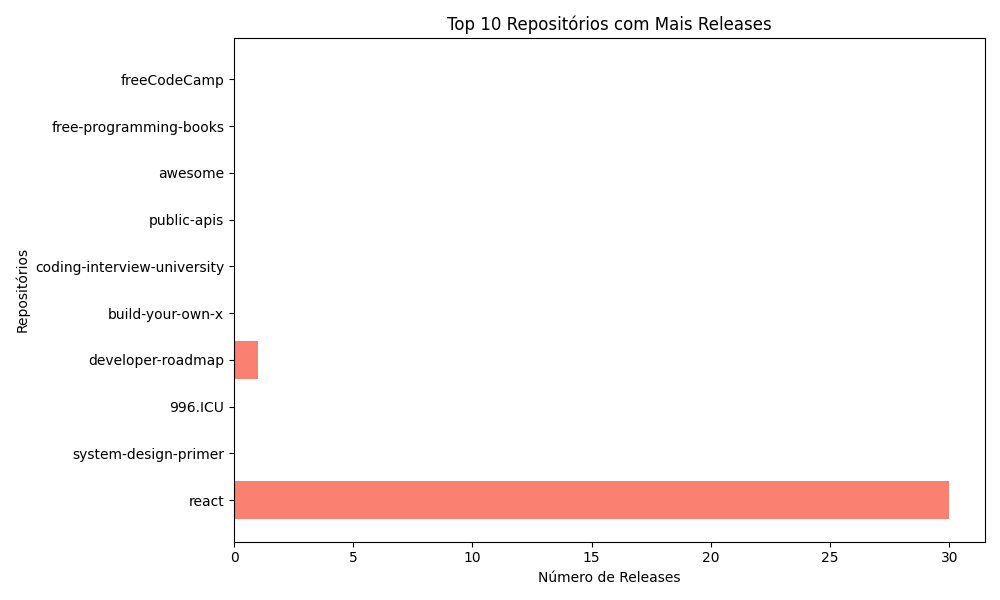 Top 10 Repositórios com Mais Releases
Repositórios
freeCodeCamp
free-programming-books
awesome
public-apis
coding-interview-university
build-your-own-x
developer-roadmap
996.ICU
system-design-primer
react
0 5 10 15 20 25 30
Número de Releases